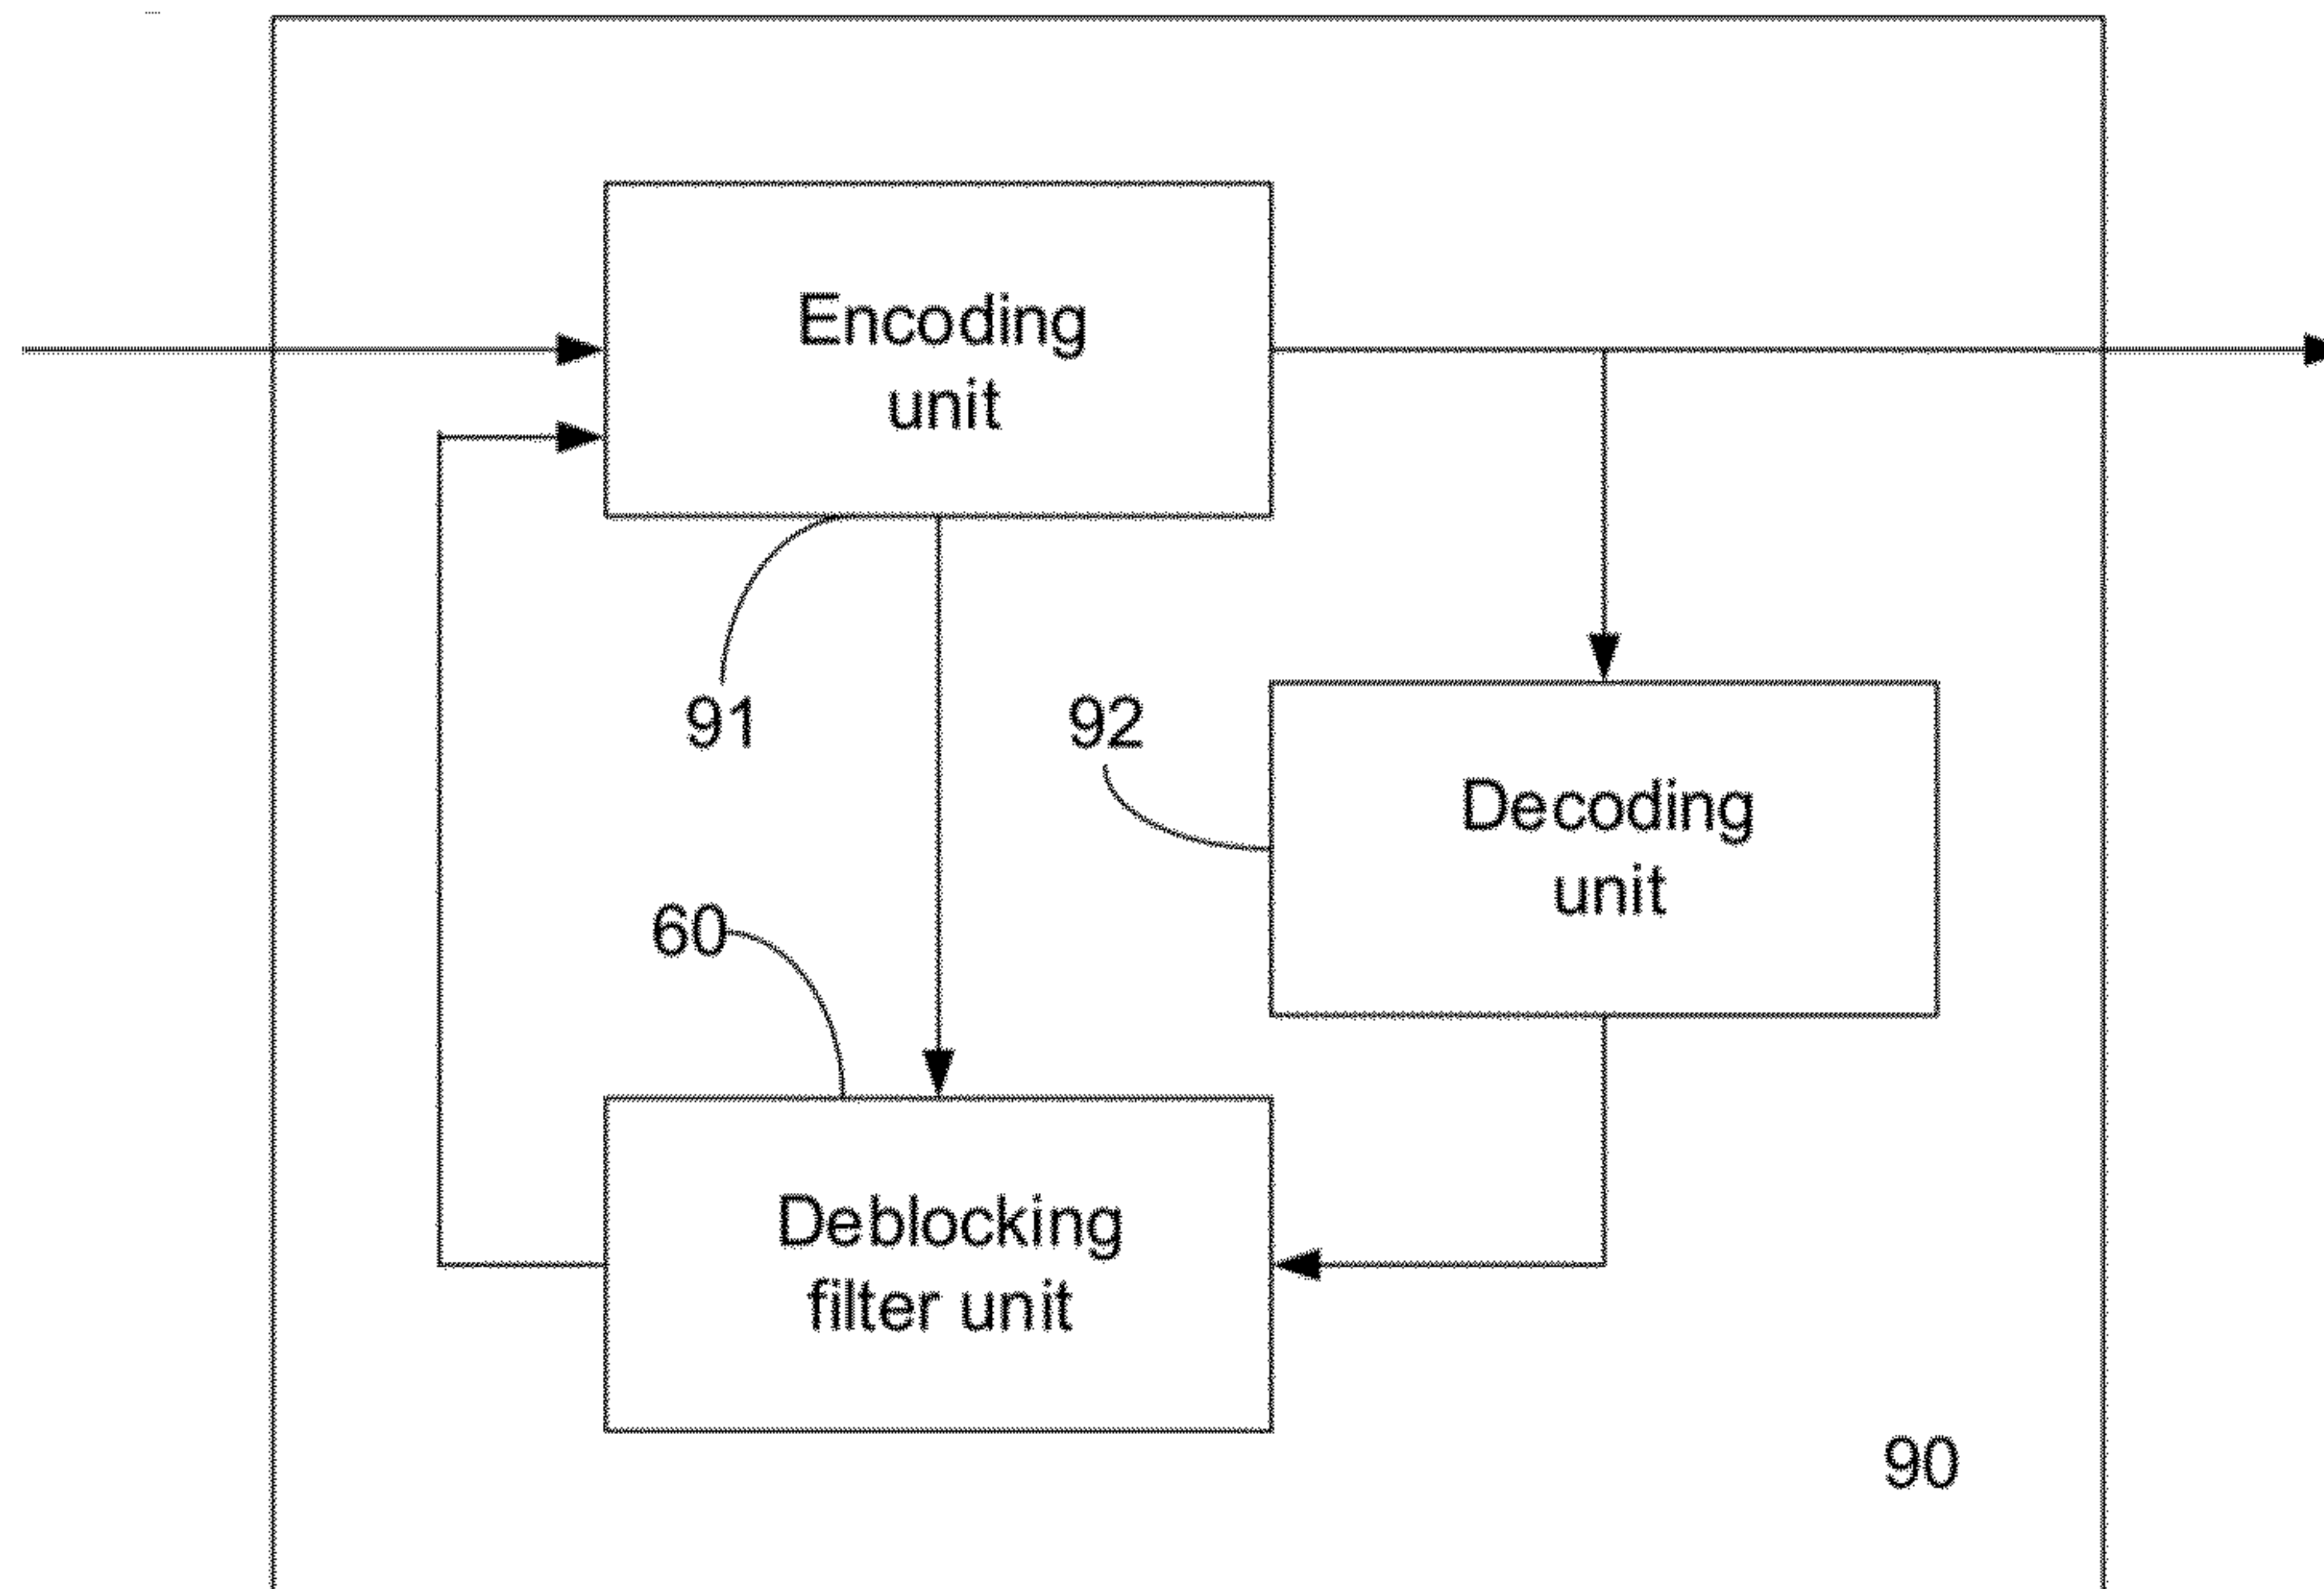 Encoding
unit
91
92
Decoding
unit
60
Deblocking
filter unit
90